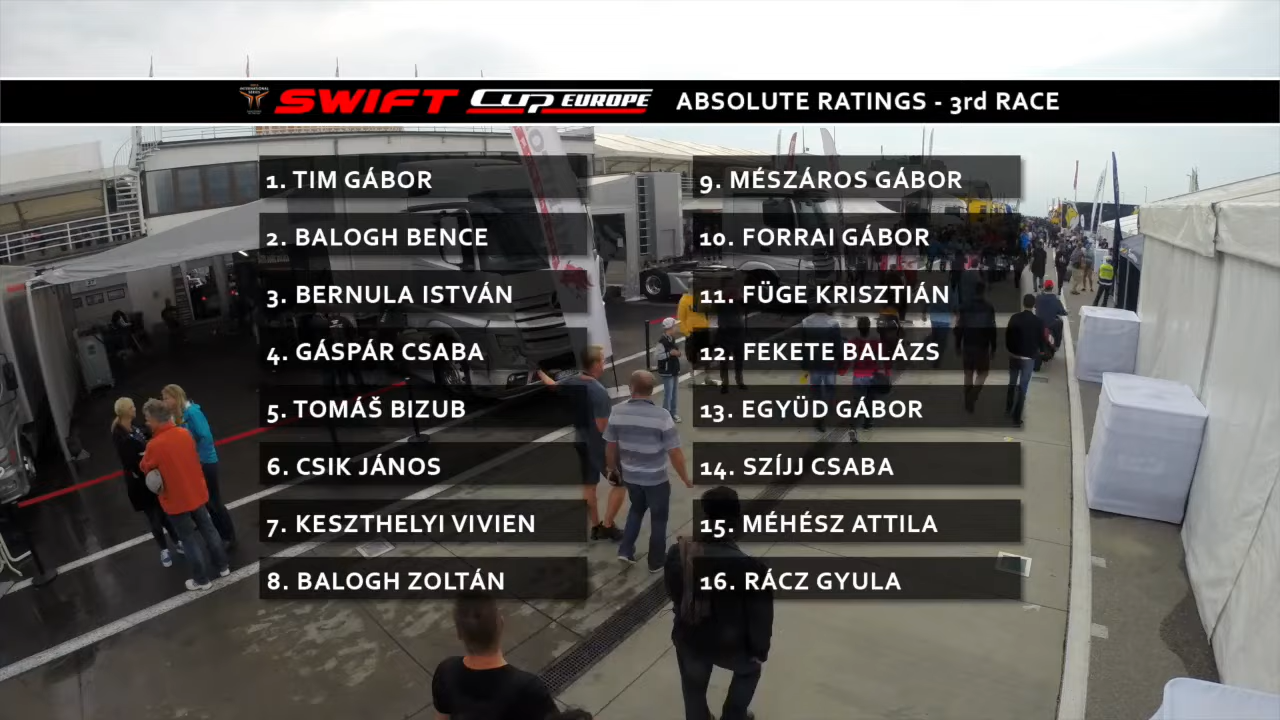 SWIFT CUP EUROPE ABSOLUTE RATINGS - 3rd RACE
1. TIM GÁBOR
2. BALOGH BENCE
3. BERNULA ISTVÁN
4. GÁSPÁR CSABA
5. TOMÁŠ BIZUB
6. CSIK JÁNOS
7. KESZTHELYI VIVIEN
8. BALOGH ZOLTÁN
9. MÉSZÁROS GÁBOR
10. FORRAI GÁBOR
11. FÜGE KRISZTIÁN
12. FEKETE BALÁZS
13. EGYÜD GÁBOR
14. SZÍJJ CSABA
15. MÉHÉSZ ATTILA
16. RÁCZ GYULA